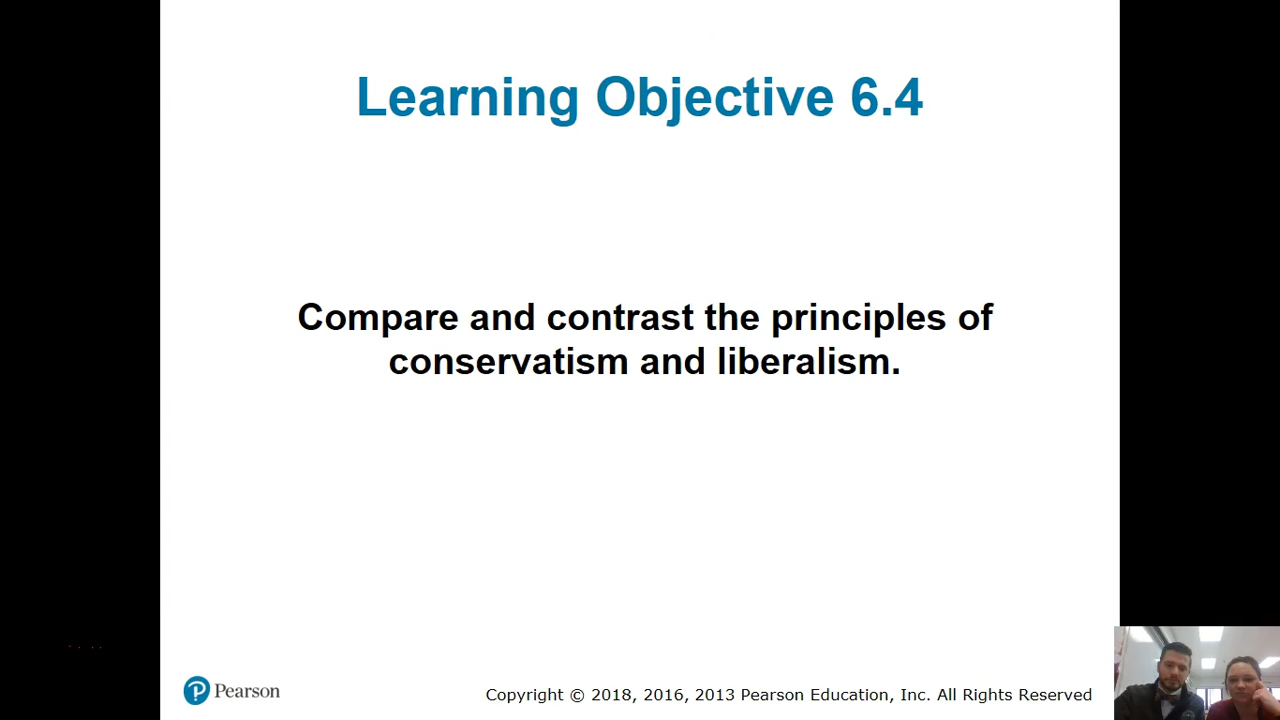 Learning Objective 6.4
Compare and contrast the principles of
conservatism and liberalism.
Pearson
Copyright © 2018, 2016, 2013 Pearson Education, Inc. All Rights Reserved